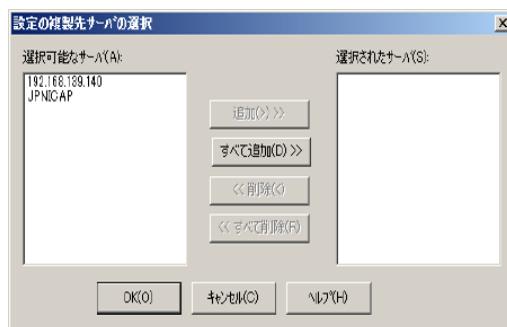 設定の複製先サーバの選択
選択可能なサーバ(A):
選択されたサーバ(S):
192.168.139.140
JPNICAP
追加(>) >>
すべて追加(D) >>
<< 削除(<)
<< すべて削除(R)
OK(O)
キャンセル(C)
ヘルプ(H)